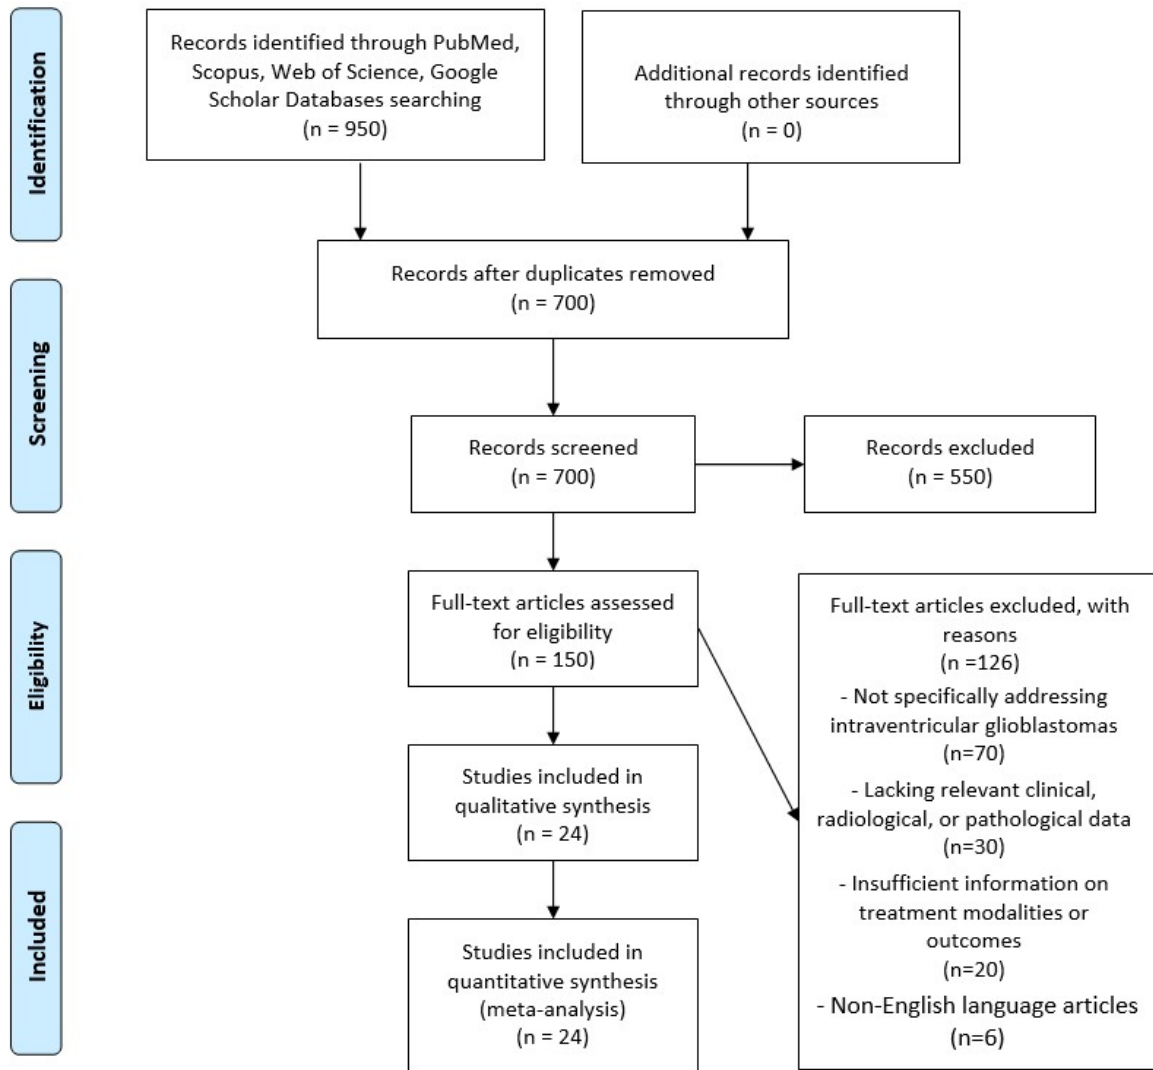 Identification
Records identified through PubMed,
Scopus, Web of Science, Google
Scholar Databases searching
(n = 950)
Additional records identified
through other sources
(n = 0)
Records after duplicates removed
(n = 700)
Screening
Records screened
(n = 700)
Records excluded
(n = 550)
Eligibility
Full-text articles assessed
for eligibility
(n = 150)
Full-text articles excluded, with
reasons
(n =126)
- Not specifically addressing
intraventricular glioblastomas
(n=70)
- Lacking relevant clinical,
radiological, or pathological data
(n=30)
- Insufficient information on
treatment modalities or
outcomes
(n=20)
- Non-English language articles
(n=6)
Studies included in
qualitative synthesis
(n = 24)
Included
Studies included in
quantitative synthesis
(meta-analysis)
(n = 24)